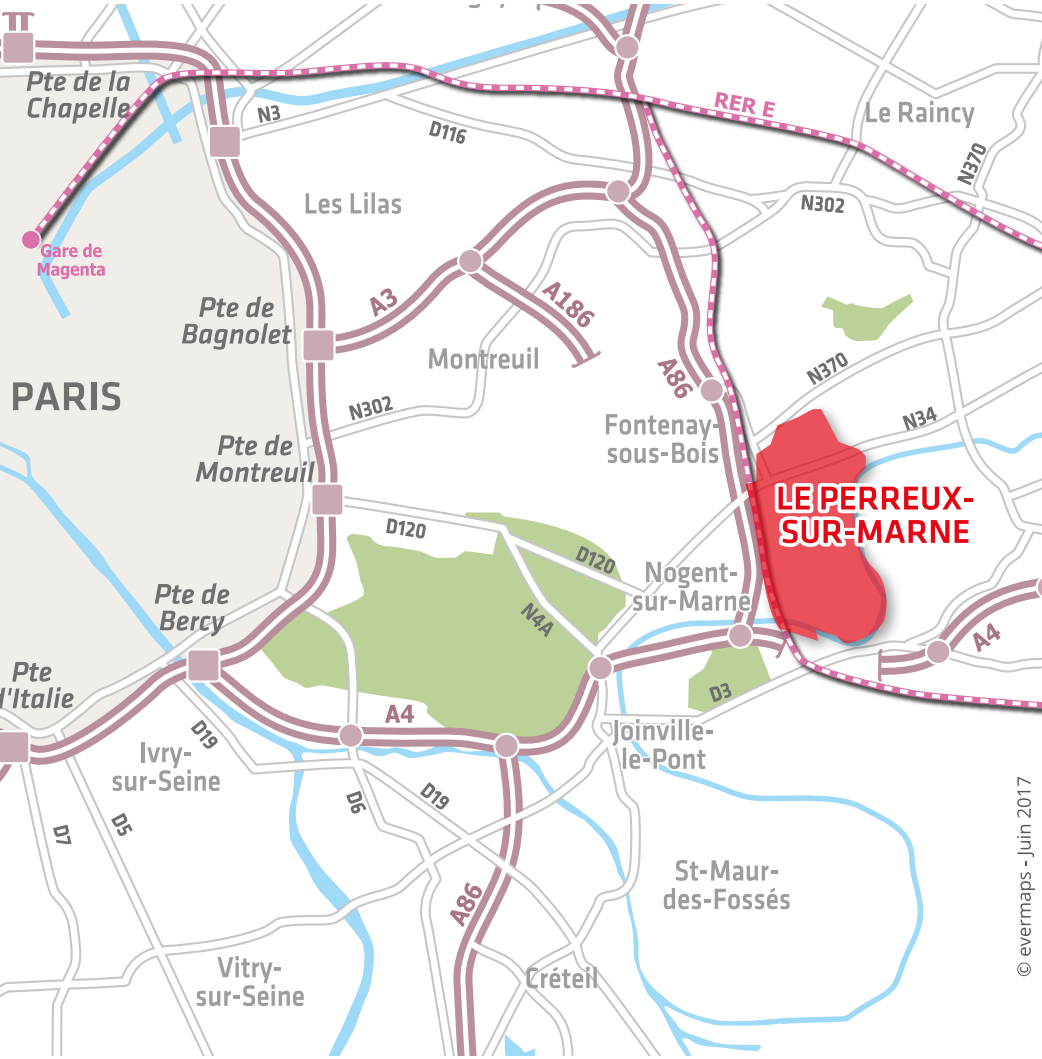 Pte de la
Chapelle
N3
D116
RER E
Le Raincy
N370
N302
Les Lilas
Gare de
Magenta
A3
A186
Pte de
Bagnolet
Montreuil
A86
N370
PARIS
N302
Fontenay-
sous-Bois
N34
Pte de
Montreuil
LE PERREUX-
SUR-MARNE
D120
D120
Nogent-
sur-Marne
Pte de
Bercy
N4A
A4
Pte
d'Italie
D3
A4
D19
Joinville-
le-Pont
Ivry-
sur-Seine
D6
D19
D7
D5
St-Maur-
des-Fossés
A86
Vitry-
sur-Seine
Créteil
© evermaps - Juin 2017